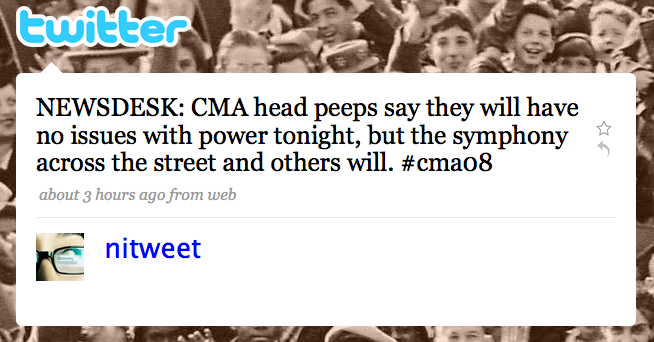 twitter
NEWSDESK: CMA head peeps say they will have
no issues with power tonight, but the symphony
across the street and others will. #cma08
about 3 hours ago from web
nitweet